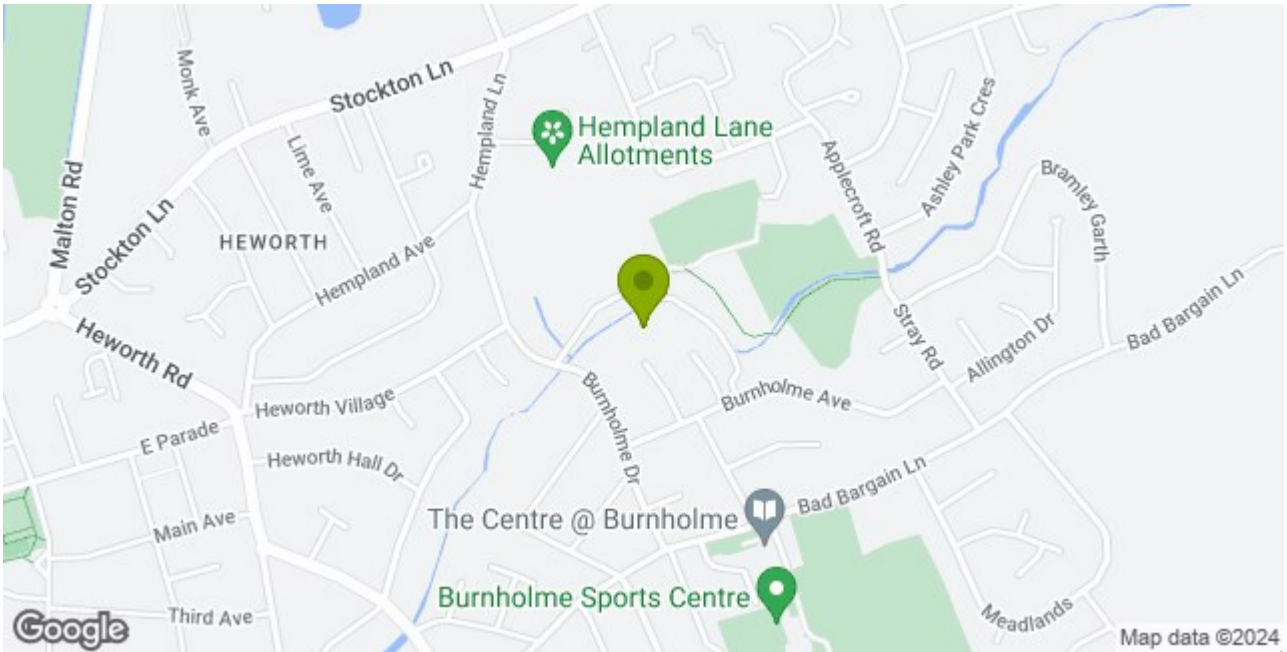 Monk Ave
Stockton Ln
Hempland Ln
Hempland Lane
Allotments
Ashley Park Cres
Applecroft Rd
Bramley Garth
Lime Ave
Malton Rd
Stockton Ln
HEWORTH
Hempland Ave
Bad Bargain Ln
Stray Rd
Allington Dr
Heworth Rd
Burnholme Ave
Burnholme Dr
Heworth Village
E Parade
Heworth Hall Dr
Bad Bargain Ln
The Centre @ Burnholme
Main Ave
Burnholme Sports Centre
Meadlands
Third Ave
Google
Map data ©2024